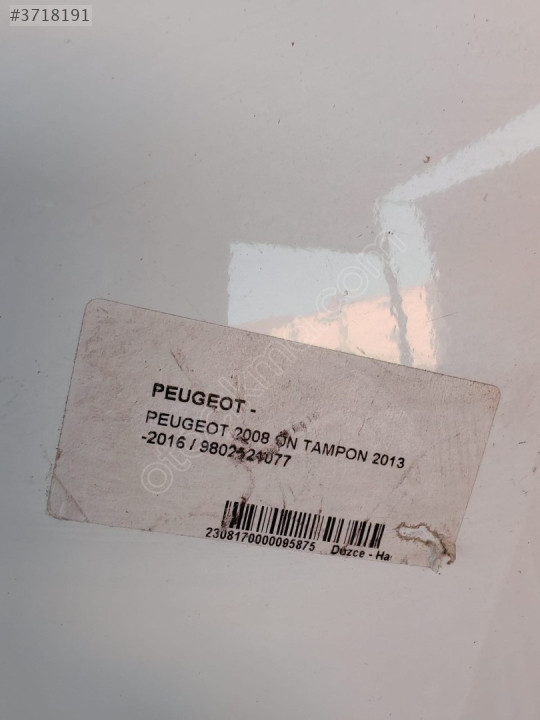 #3718191
PEUGEOT -
PEUGEOT 2008 ÖN TAMPON 2013
-2016 / 9802521077
2308170000095875 Düzce - Ha